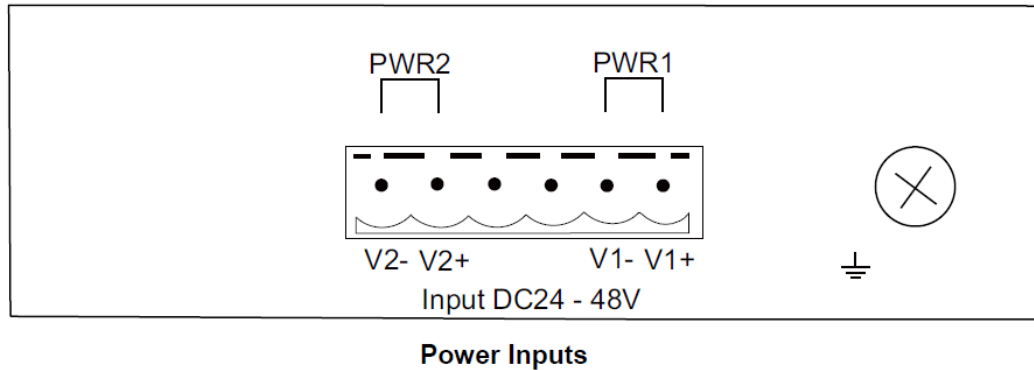 PWR2 PWR1
V2- V2+ V1- V1+
Input DC24 - 48V
Power Inputs